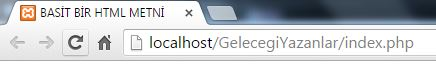 BASİT BİR HTML METNİ
localhost/GelecegiYazanlar/index.php